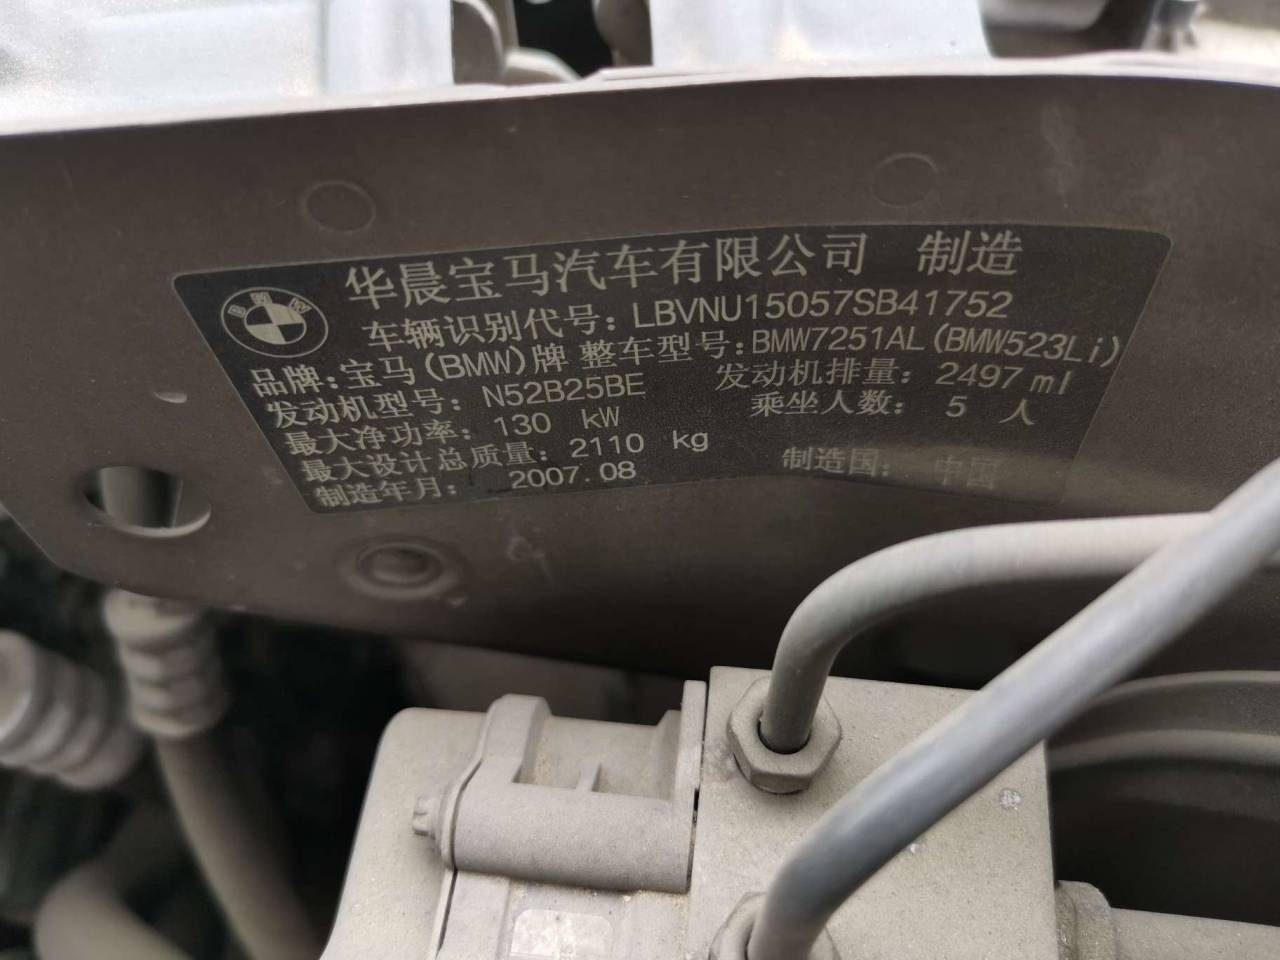 华晨宝马汽车有限公司 制造
车辆识别代号: LBVNU15057SB41752
品牌: 宝马(BMW)牌 整车型号: BMW7251AL(BMW523Li)
发动机型号: N52B25BE 发动机排量: 2497 ml
最大净功率: 130 kW 乘坐人数: 5 人
最大设计总质量: 2110 kg
制造年月: 2007.08 制造国: 中国